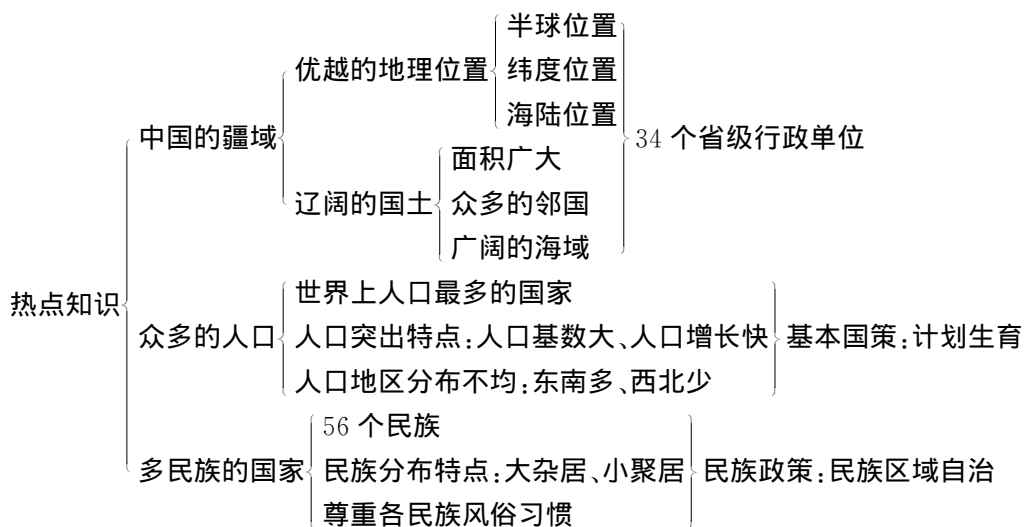 半球位置
优越的地理位置 纬度位置
海陆位置
中国的疆域 34 个省级行政单位
面积广大
辽阔的国土 众多的邻国
广阔的海域
热点知识
世界上人口最多的国家
众多的人口 人口突出特点:人口基数大、人口增长快 基本国策:计划生育
人口地区分布不均:东南多、西北少
56 个民族
多民族的国家 民族分布特点:大杂居、小聚居 民族政策:民族区域自治
尊重各民族风俗习惯